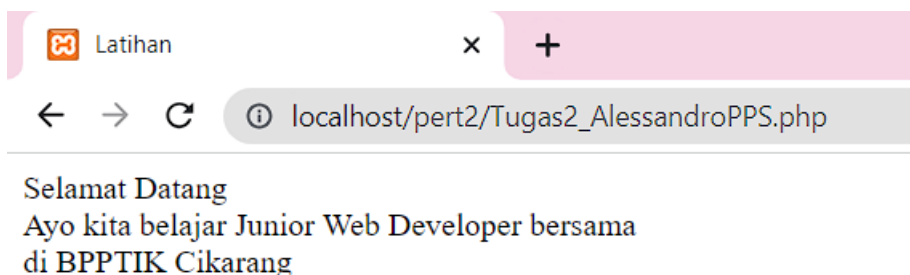 Latihan
localhost/pert2/Tugas2_AlessandroPPS.php
Selamat Datang
Ayo kita belajar Junior Web Developer bersama
di BPPTIK Cikarang